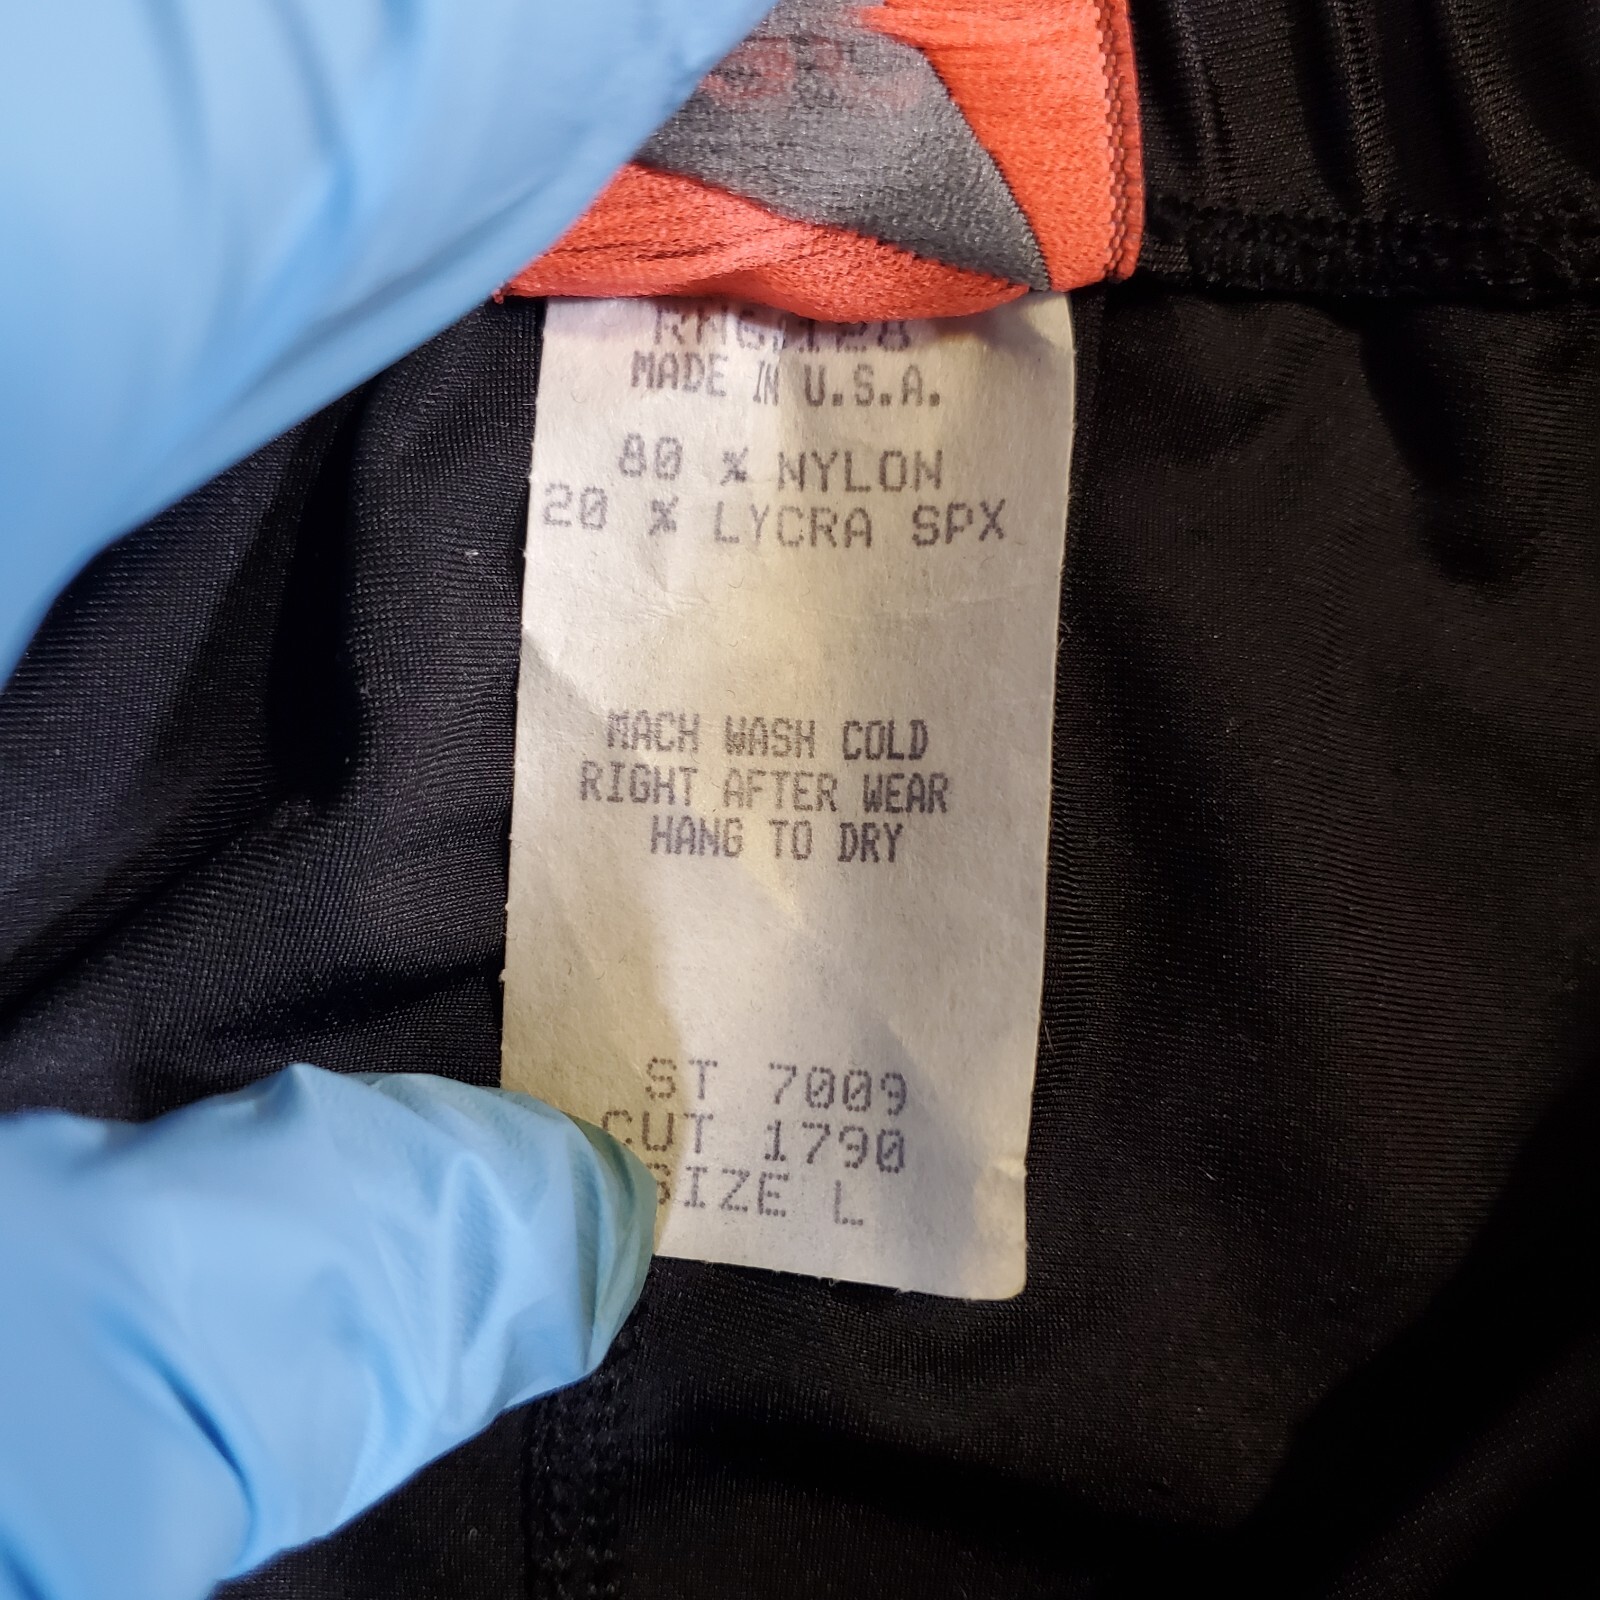 MADE IN U.S.A.
80 % NYLON
20 % LYCRA SPX
MACH WASH COLD
RIGHT AFTER WEAR
HANG TO DRY
ST 7009
CUT 1790
SIZE L